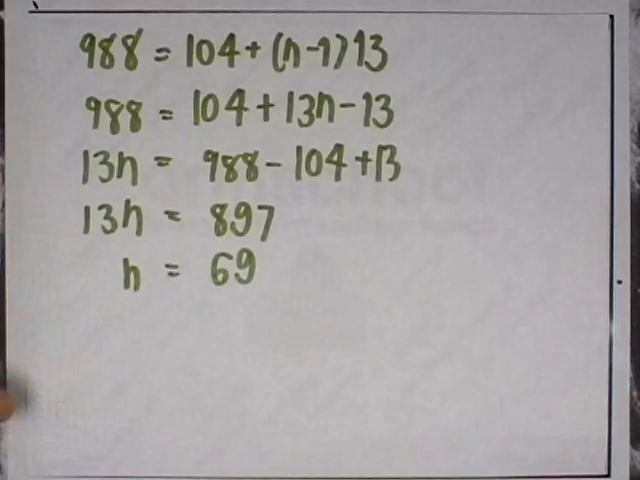 988 = 104 + (n - 1) 13
988 = 104 + 13n - 13
13n = 988 - 104 + 13
13n = 897
n = 69